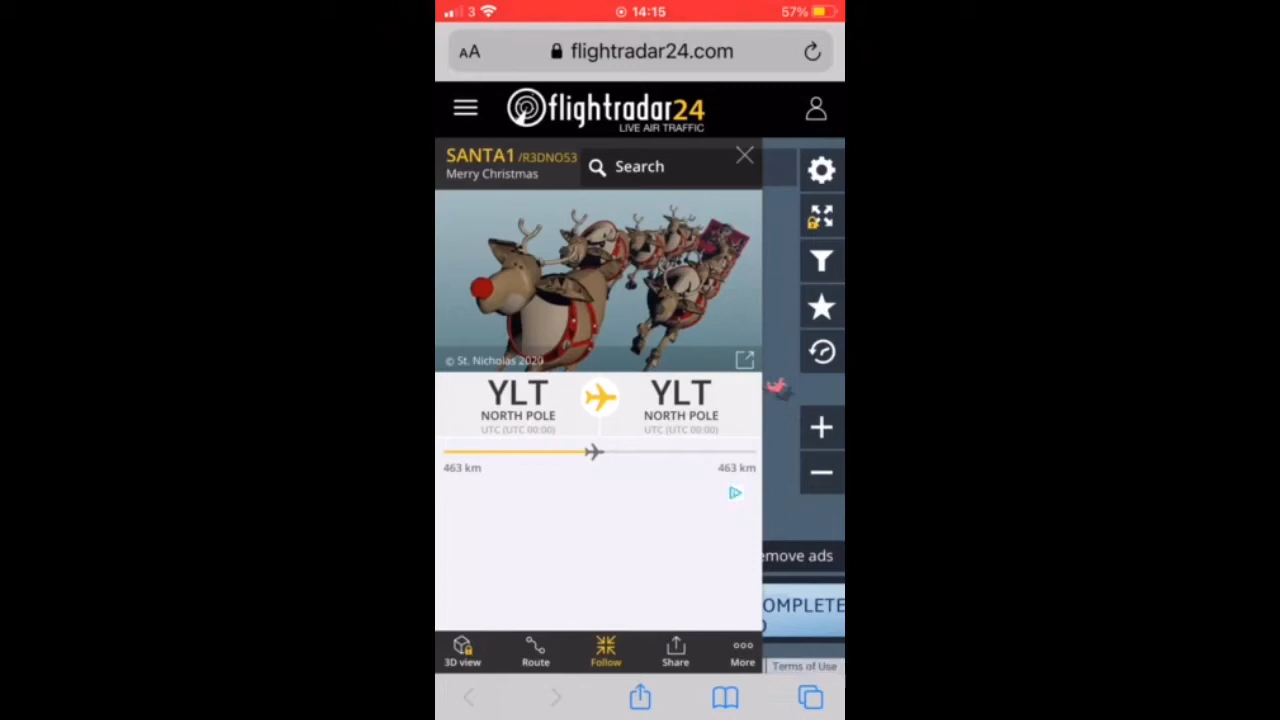 3 14:15 57%
AA flightradar24.com
flightradar24
LIVE AIR TRAFFIC
SANTA1 /R3DNO53
Merry Christmas
Search
© St. Nicholas 2020
YLT YLT
NORTH POLE NORTH POLE
UTC (UTC 00:00) UTC (UTC 00:00)
463 km 463 km
emove ads
OMPLETE
3D view Route Follow Share More
Terms of Use